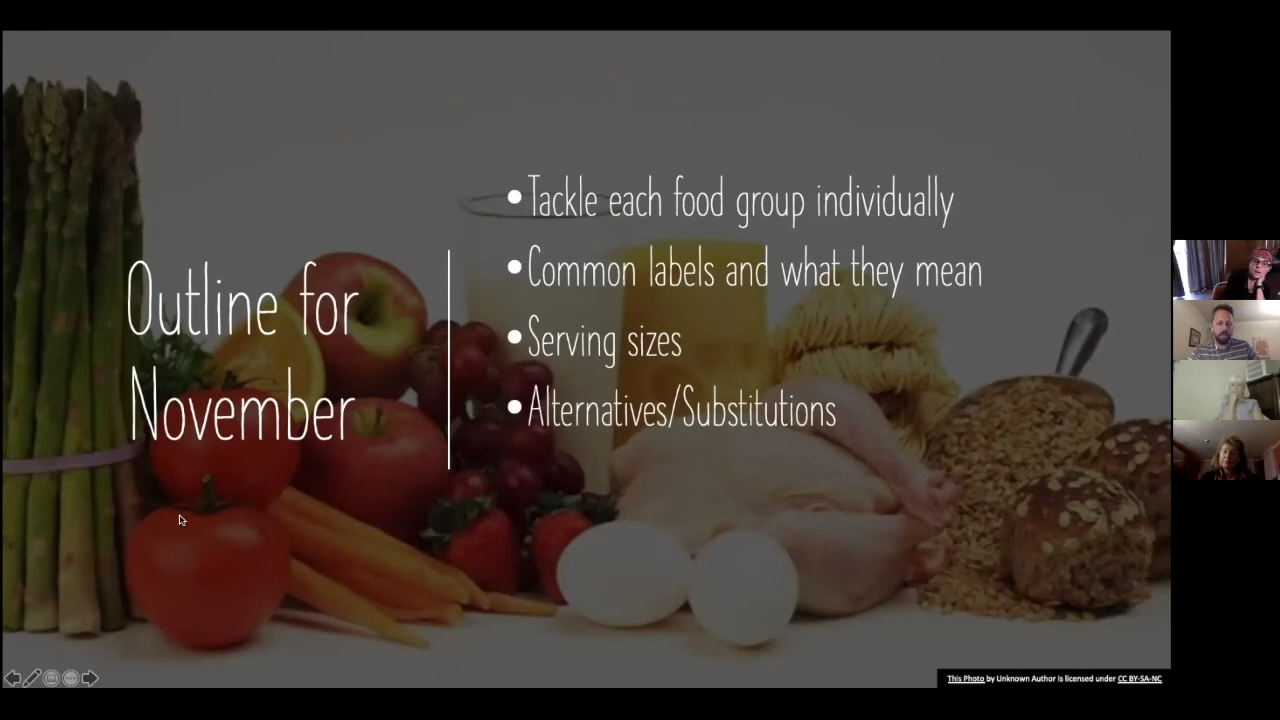 Outline for
November
•Tackle each food group individually
•Common labels and what they mean
•Serving sizes
•Alternatives/Substitutions
This Photo by Unknown Author is licensed under CC BY-SA-NC